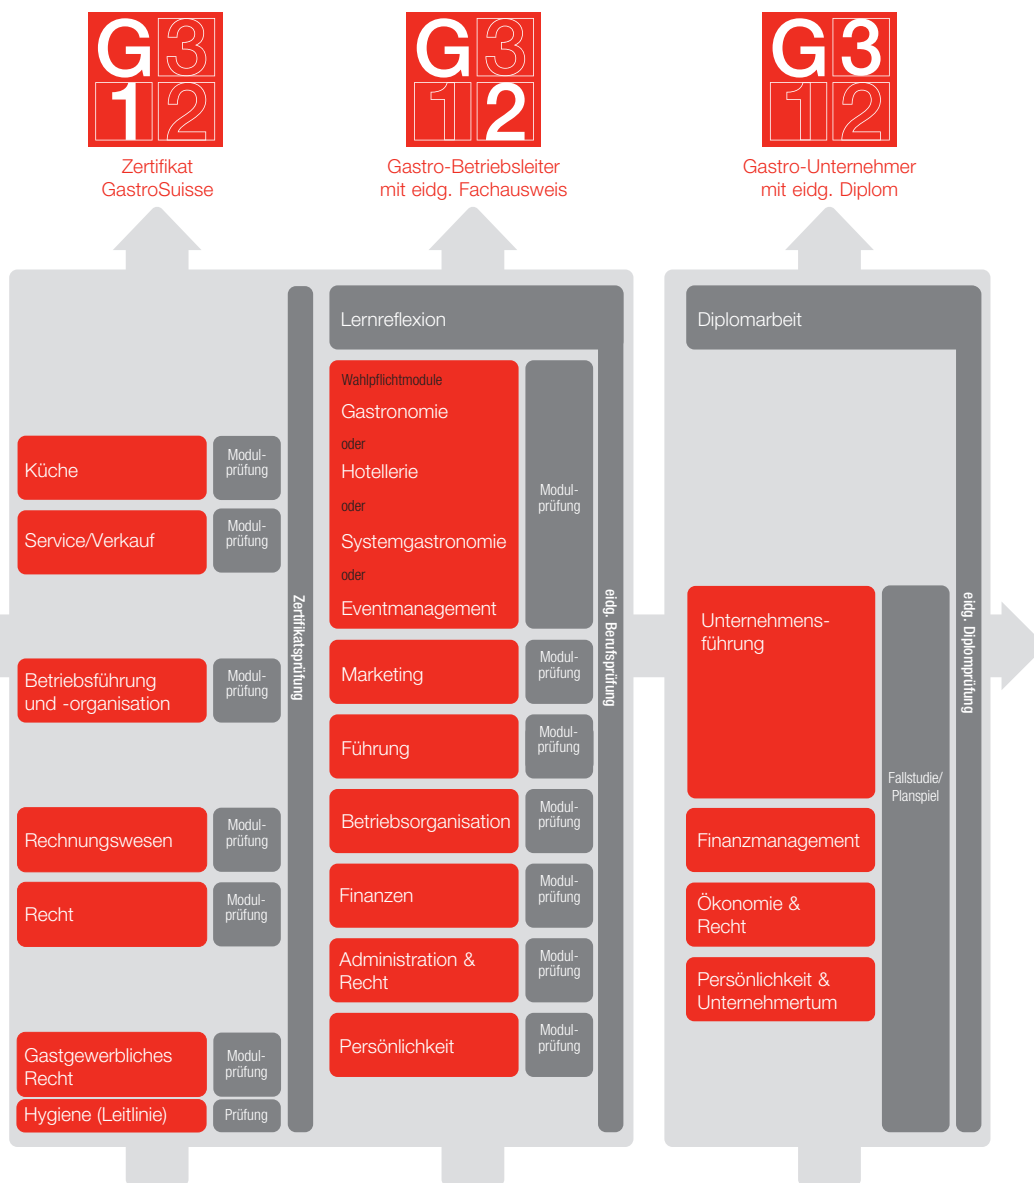 G3
12
Zertifikat
GastroSuisse
G3
12
Gastro-Betriebsleiter
mit eidg. Fachausweis
G3
12
Gastro-Unternehmer
mit eidg. Diplom
Küche
Modul-
prüfung
Service/Verkauf
Modul-
prüfung
Betriebsführung
und -organisation
Modul-
prüfung
Rechnungswesen
Modul-
prüfung
Recht
Modul-
prüfung
Gastgewerbliches
Recht
Modul-
prüfung
Hygiene (Leitlinie)
Prüfung
Zertifikatsprüfung
Lernreflexion
Wahlpflichtmodule
Gastronomie
oder
Hotellerie
oder
Systemgastronomie
oder
Eventmanagement
Modul-
prüfung
Marketing
Modul-
prüfung
Führung
Modul-
prüfung
Betriebsorganisation
Modul-
prüfung
Finanzen
Modul-
prüfung
Administration &
Recht
Modul-
prüfung
Persönlichkeit
Modul-
prüfung
eidg. Berufsprüfung
Diplomarbeit
Unternehmens-
führung
Finanzmanagement
Ökonomie &
Recht
Persönlichkeit &
Unternehmertum
Fallstudie/
Planspiel
eidg. Diplomprüfung